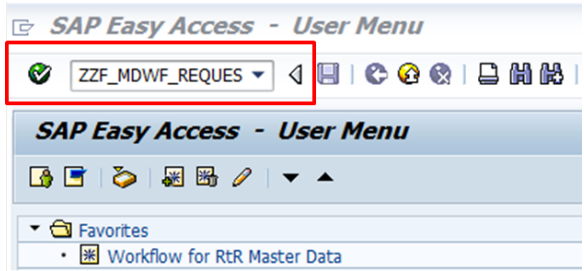 SAP Easy Access - User Menu
ZZF_MDWF_REQUES
SAP Easy Access - User Menu
Favorites
Workflow for RtR Master Data